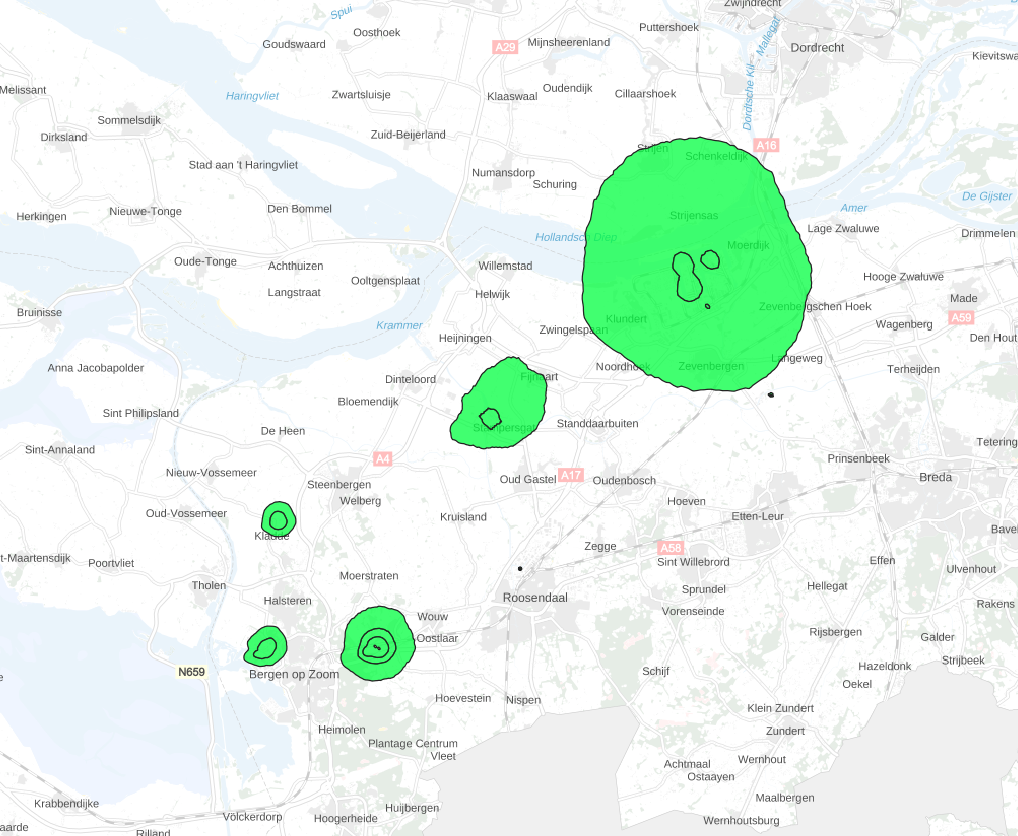 Zwijndrecht
Spui
Oosthoek
Puttershoek
Mallegat
Goudswaard
A29
Mijnsheerenland
Dordrecht
Kievitswa
Melissant
Haringvliet
Zwartsluisje
Klaaswaal
Oudendijk
Cillaarshoek
Dordtsche Kil
Sommelsdijk
Dirksland
Zuid-Beijerland
Stad aan 't Haringvliet
Strijen
Schenkeldijk
A16
Numansdorp
Schuring
De Gijster
Herkingen
Nieuwe-Tonge
Den Bommel
Strijensas
Amer
Lage Zwaluwe
Drimmelen
Hollandsch Diep
Moerdijk
Oude-Tonge
Achthuizen
Willemstad
Ooltgensplaat
Hooge Zwaluwe
Langstraat
Helwijk
Made
Bruinisse
Zevenbergschen Hoek
A59
Krammer
Klundert
Wagenberg
Zwingelspaan
Heijningen
Den Hout
Anna Jacobapolder
Noordhoek
Zevenbergen
Langeweg
Terheijden
Dinteloord
Fijnaart
Bloemendijk
Sint Philipsland
Standdaarbuiten
Stampersgat
De Heen
Tetering
Sint-Annaland
A4
Prinsenbeek
Nieuw-Vossemeer
Steenbergen
Oud Gastel
A17
Oudenbosch
Breda
Welberg
Hoeven
Oud-Vossemeer
Kruisland
Etten-Leur
Kladde
Bavel
Zegge
A58
t-Maartensdijk
Poortvliet
Sint Willebrord
Effen
Ulvenhout
Moerstraten
Tholen
Sprundel
Hellegat
Halsteren
Roosendaal
Rakens
Vorenseinde
Wouw
Rijsbergen
Oostlaar
Galder
Strijbeek
N659
Bergen op Zoom
Schijf
Hazeldonk
Oekel
Hoevestein
Nispen
Klein Zundert
Heimolen
Zundert
Plantage Centrum
Vleet
Achtmaal
Wernhout
Ostaayen
Krabbendijke
Huijbergen
Maalbergen
Völckerdorp
Hoogerheide
Wernhoutsburg
aarde
Rilland